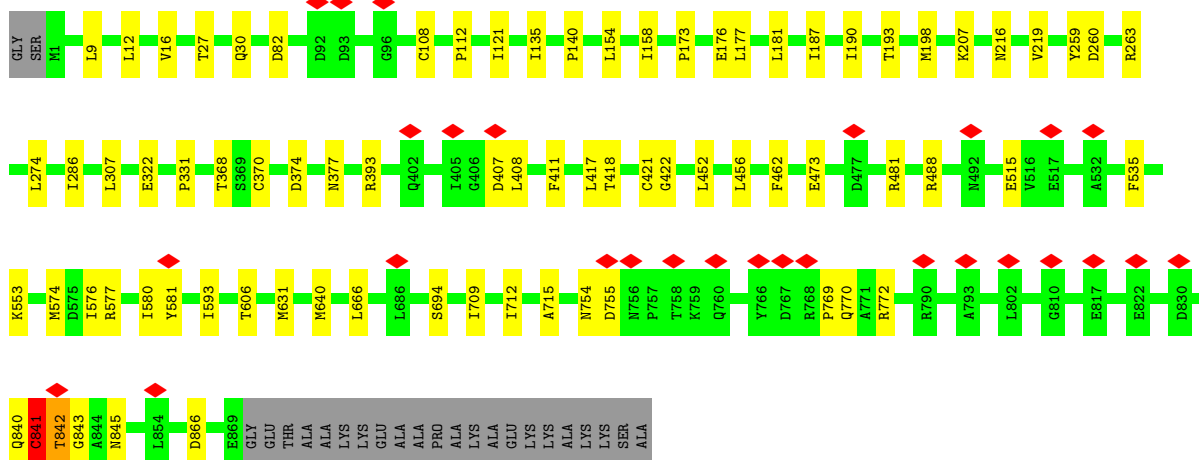 GLY SER M1 L9 L12 V16 T27 Q30 D82 D92 D93 G96 C108 P112 I121 I135 P140 L154 I158 P173 E176 L177 L181 I187 I190 T193 M198 K207 N216 V219 Y259 D260 R263
L274 I286 L307 E322 P331 T368 S369 C370 D374 N377 R393 Q402 I405 G406 D407 L408 F411 L417 T418 C421 G422 L452 L456 F462 E473 D477 R481 R488 N492 E515 V516 E517 A532 F535
K553 M574 D575 I576 R577 I580 Y581 I593 T606 M631 M640 L666 L686 S694 I709 I712 A715 N754 D755 N756 P757 T758 K759 Q760 Y766 D767 R768 P769 Q770 A771 R772 R790 A793 L802 G810 E817 E822 D830
Q840 C841 T842 G843 A844 N845 L854 D866 E869 GLY GLU THR ALA ALA LYS LYS GLU ALA ALA PRO ALA LYS ALA GLU LYS LYS ALA LYS LYS SER ALA